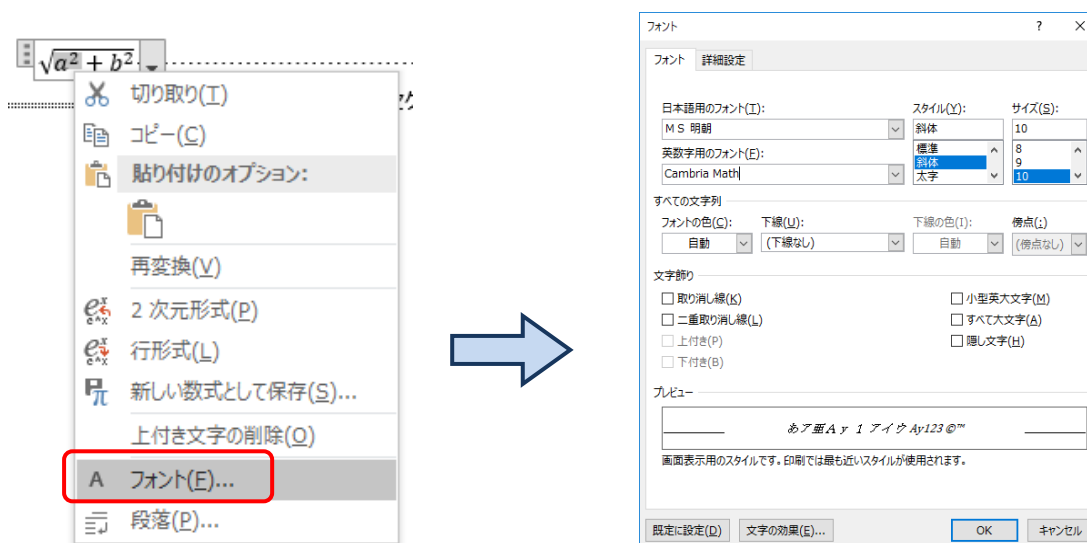 √a² + b²
切り取り(T)
コピー(C)
貼り付けのオプション:
再変換(V)
2 次元形式(P)
行形式(L)
新しい数式として保存(S)...
上付き文字の削除(O)
フォント(F)...
段落(P)...
フォント
?
×
フォント 詳細設定
日本語用のフォント(T): スタイル(Y): サイズ(S):
ＭＳ 明朝 斜体 10
英数字用のフォント(F): 標準 8
斜体 9
Cambria Math 太字 10
すべての文字列
フォントの色(C): 下線(U): 下線の色(I): 傍点(:)
自動 (下線なし) 自動 (傍点なし)
文字飾り
取り消し線(K) 小型英大文字(M)
二重取り消し線(L) すべて大文字(A)
上付き(P) 隠し文字(H)
下付き(B)
プレビュー
あア亜Ａｙ １ アイウ Ay123©™
画面表示用のスタイルです。印刷では最も近いスタイルが使用されます。
既定に設定(D) 文字の効果(E)... OK キャンセル